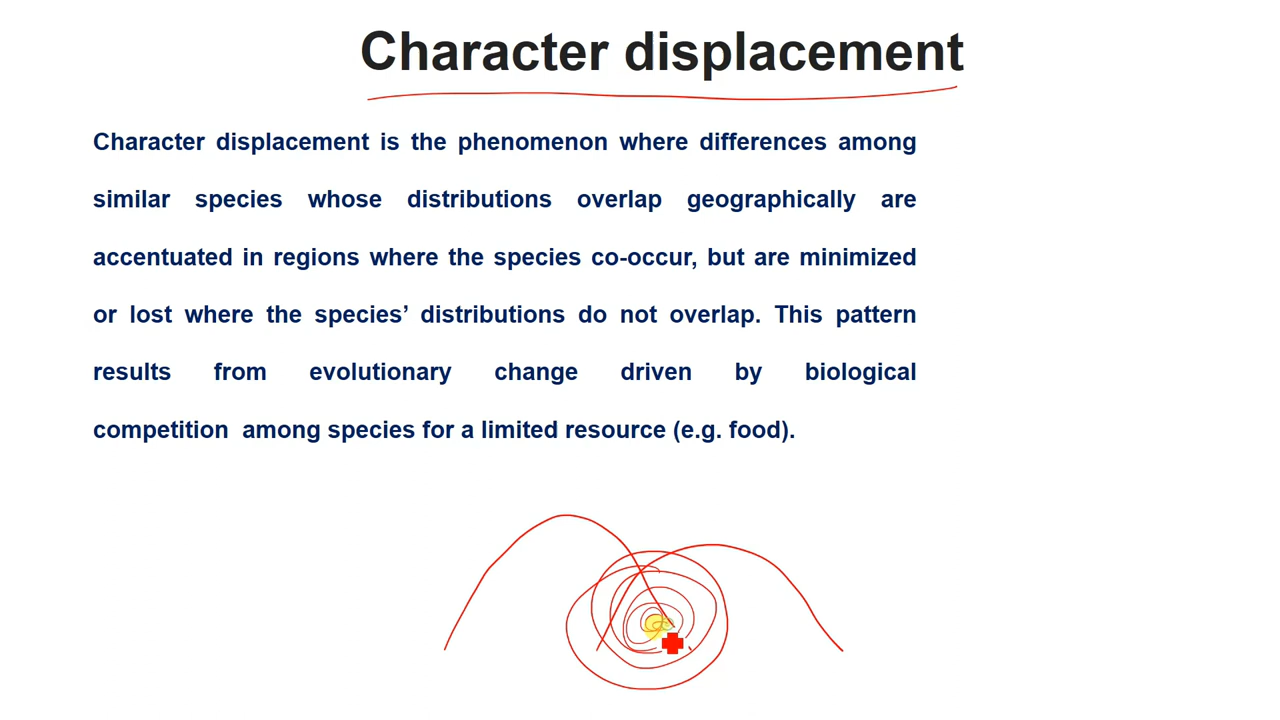 Character displacement
Character displacement is the phenomenon where differences among
similar species whose distributions overlap geographically are
accentuated in regions where the species co-occur, but are minimized
or lost where the species’ distributions do not overlap. This pattern
results from evolutionary change driven by biological
competition among species for a limited resource (e.g. food).